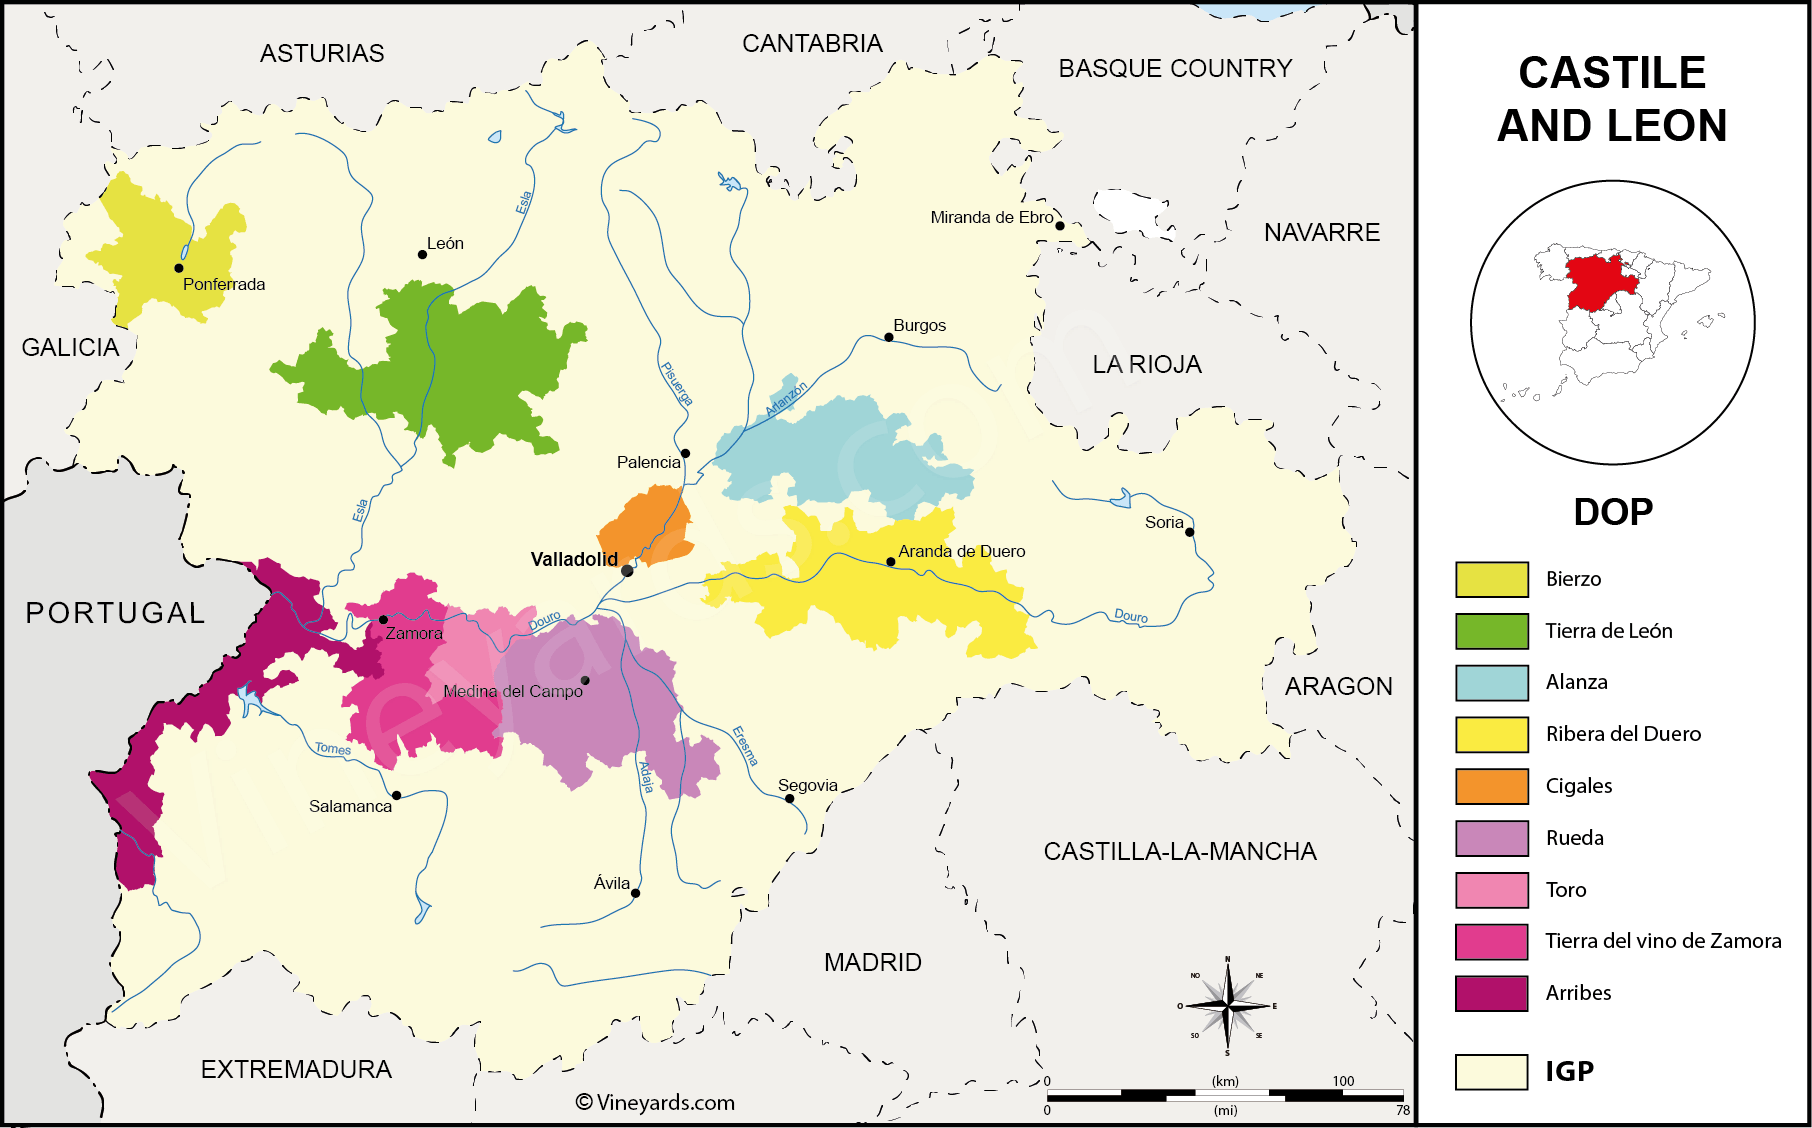 ASTURIAS
CANTABRIA
BASQUE COUNTRY
NAVARRE
GALICIA
LA RIOJA
PORTUGAL
ARAGON
CASTILLA-LA-MANCHA
MADRID
EXTREMADURA
Esla
León
Ponferrada
Miranda de Ebro
Burgos
Pisuerga
Arlanzón
Palencia
Esla
Soria
Valladolid
Aranda de Duero
Douro
Douro
Zamora
Medina del Campo
Tomes
Eresma
Adaja
Salamanca
Segovia
Ávila
© Vineyards.com
N
NE
E
SE
S
SO
O
NO
0 (km) 100
0 (mi) 78
CASTILE
AND LEON
DOP
Bierzo
Tierra de León
Alanza
Ribera del Duero
Cigales
Rueda
Toro
Tierra del vino de Zamora
Arribes
IGP